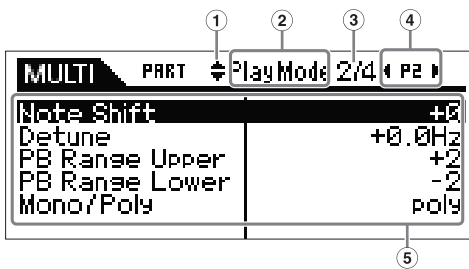 1 2 3 4
MULTI PART Play Mode 2/4 P2
Note Shift +0
Detune +0.0Hz
PB Range Upper +2
PB Range Lower -2
Mono/Poly poly
5